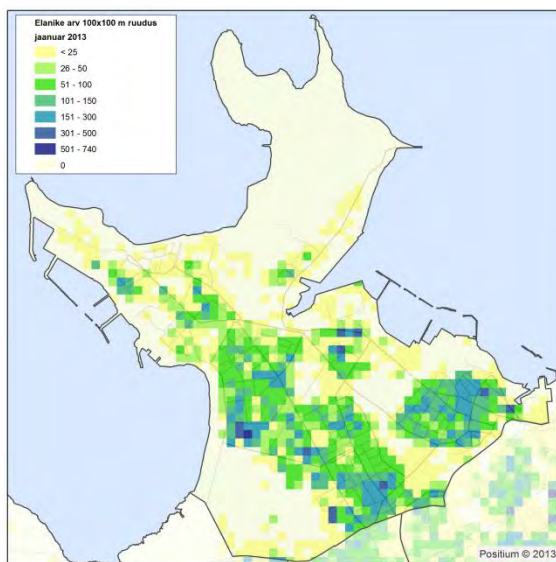 Elanike arv 100x100 m ruudus
jaanuar 2013
< 25
26 - 50
51 - 100
101 - 150
151 - 300
301 - 500
501 - 740
0
Positium © 2013